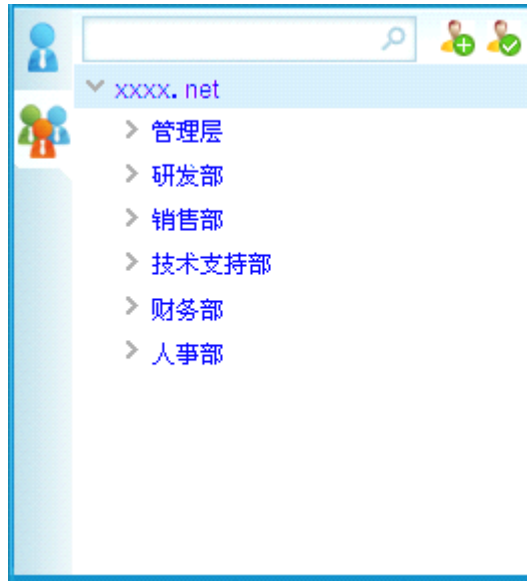 xxxx.net
管理层
研发部
销售部
技术支持部
财务部
人事部